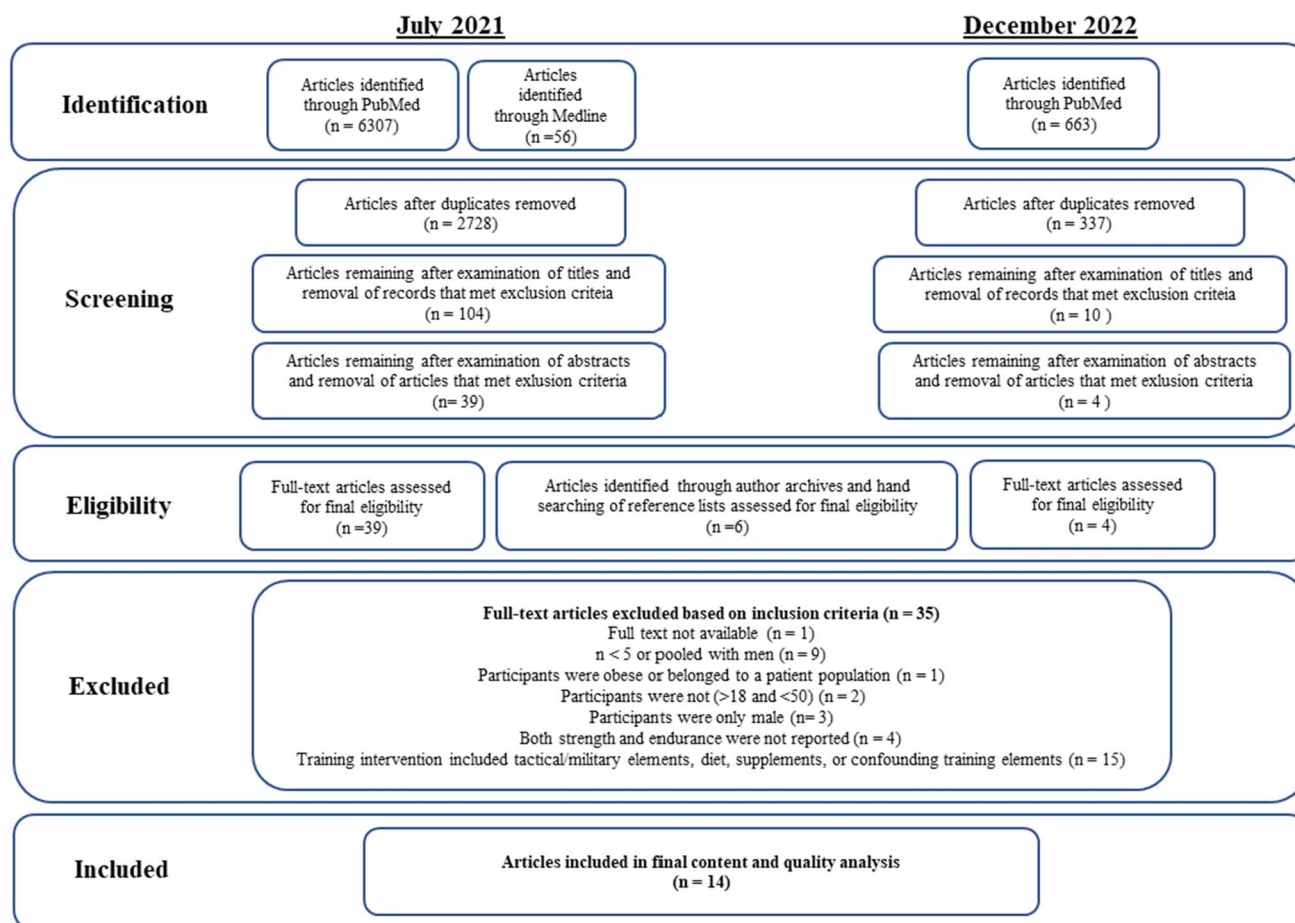 July 2021
December 2022
Identification
Articles identified
through PubMed
(n = 6307)
Articles
identified
through Medline
(n =56)
Articles identified
through PubMed
(n = 663)
Screening
Articles after duplicates removed
(n = 2728)
Articles after duplicates removed
(n = 337)
Articles remaining after examination of titles and
removal of records that met exclusion criteia
(n = 104)
Articles remaining after examination of titles and
removal of records that met exclusion criteia
(n = 10 )
Articles remaining after examination of abstracts
and removal of articles that met exlusion criteria
(n= 39)
Articles remaining after examination of abstracts
and removal of articles that met exlusion criteria
(n = 4 )
Eligibility
Full-text articles assessed
for final eligibility
(n =39)
Articles identified through author archives and hand
searching of reference lists assessed for final eligibility
(n =6)
Full-text articles assessed
for final eligibility
(n = 4)
Excluded
Full-text articles excluded based on inclusion criteria (n = 35)
Full text not available (n = 1)
n < 5 or pooled with men (n = 9)
Participants were obese or belonged to a patient population (n = 1)
Participants were not (>18 and <50) (n = 2)
Participants were only male (n= 3)
Both strength and endurance were not reported (n = 4)
Training intervention included tactical/military elements, diet, supplements, or confounding training elements (n = 15)
Included
Articles included in final content and quality analysis
(n = 14)